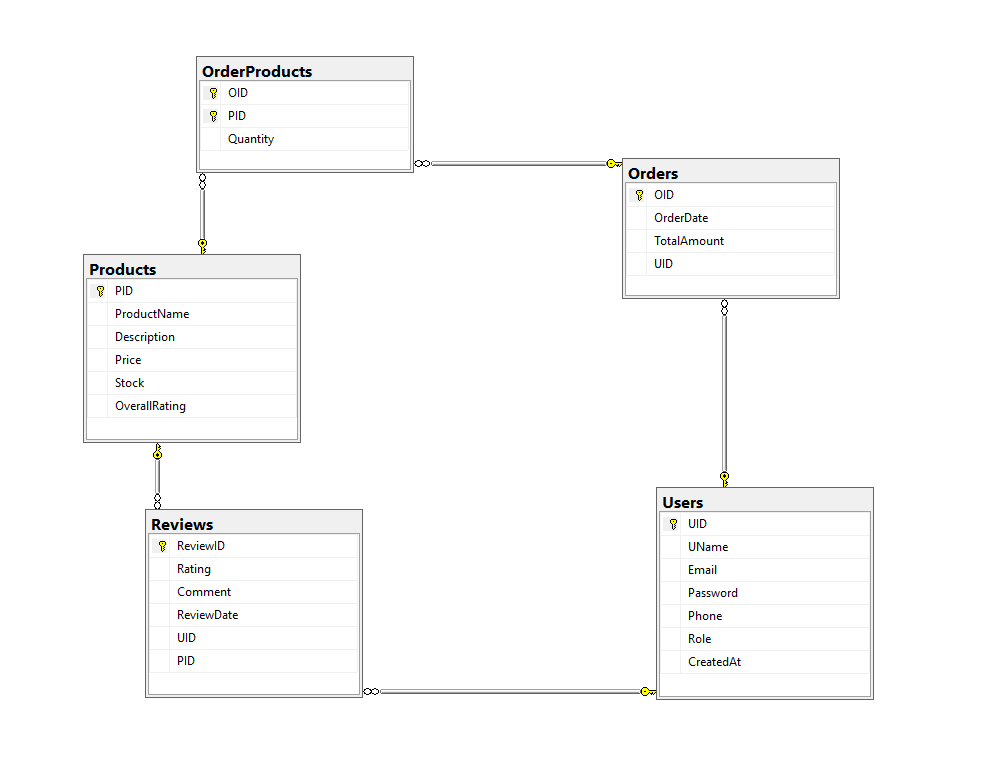 OrderProducts
OID
PID
Quantity
Orders
OID
OrderDate
TotalAmount
UID
Products
PID
ProductName
Description
Price
Stock
OverallRating
Users
UID
UName
Email
Password
Phone
Role
CreatedAt
Reviews
ReviewID
Rating
Comment
ReviewDate
UID
PID